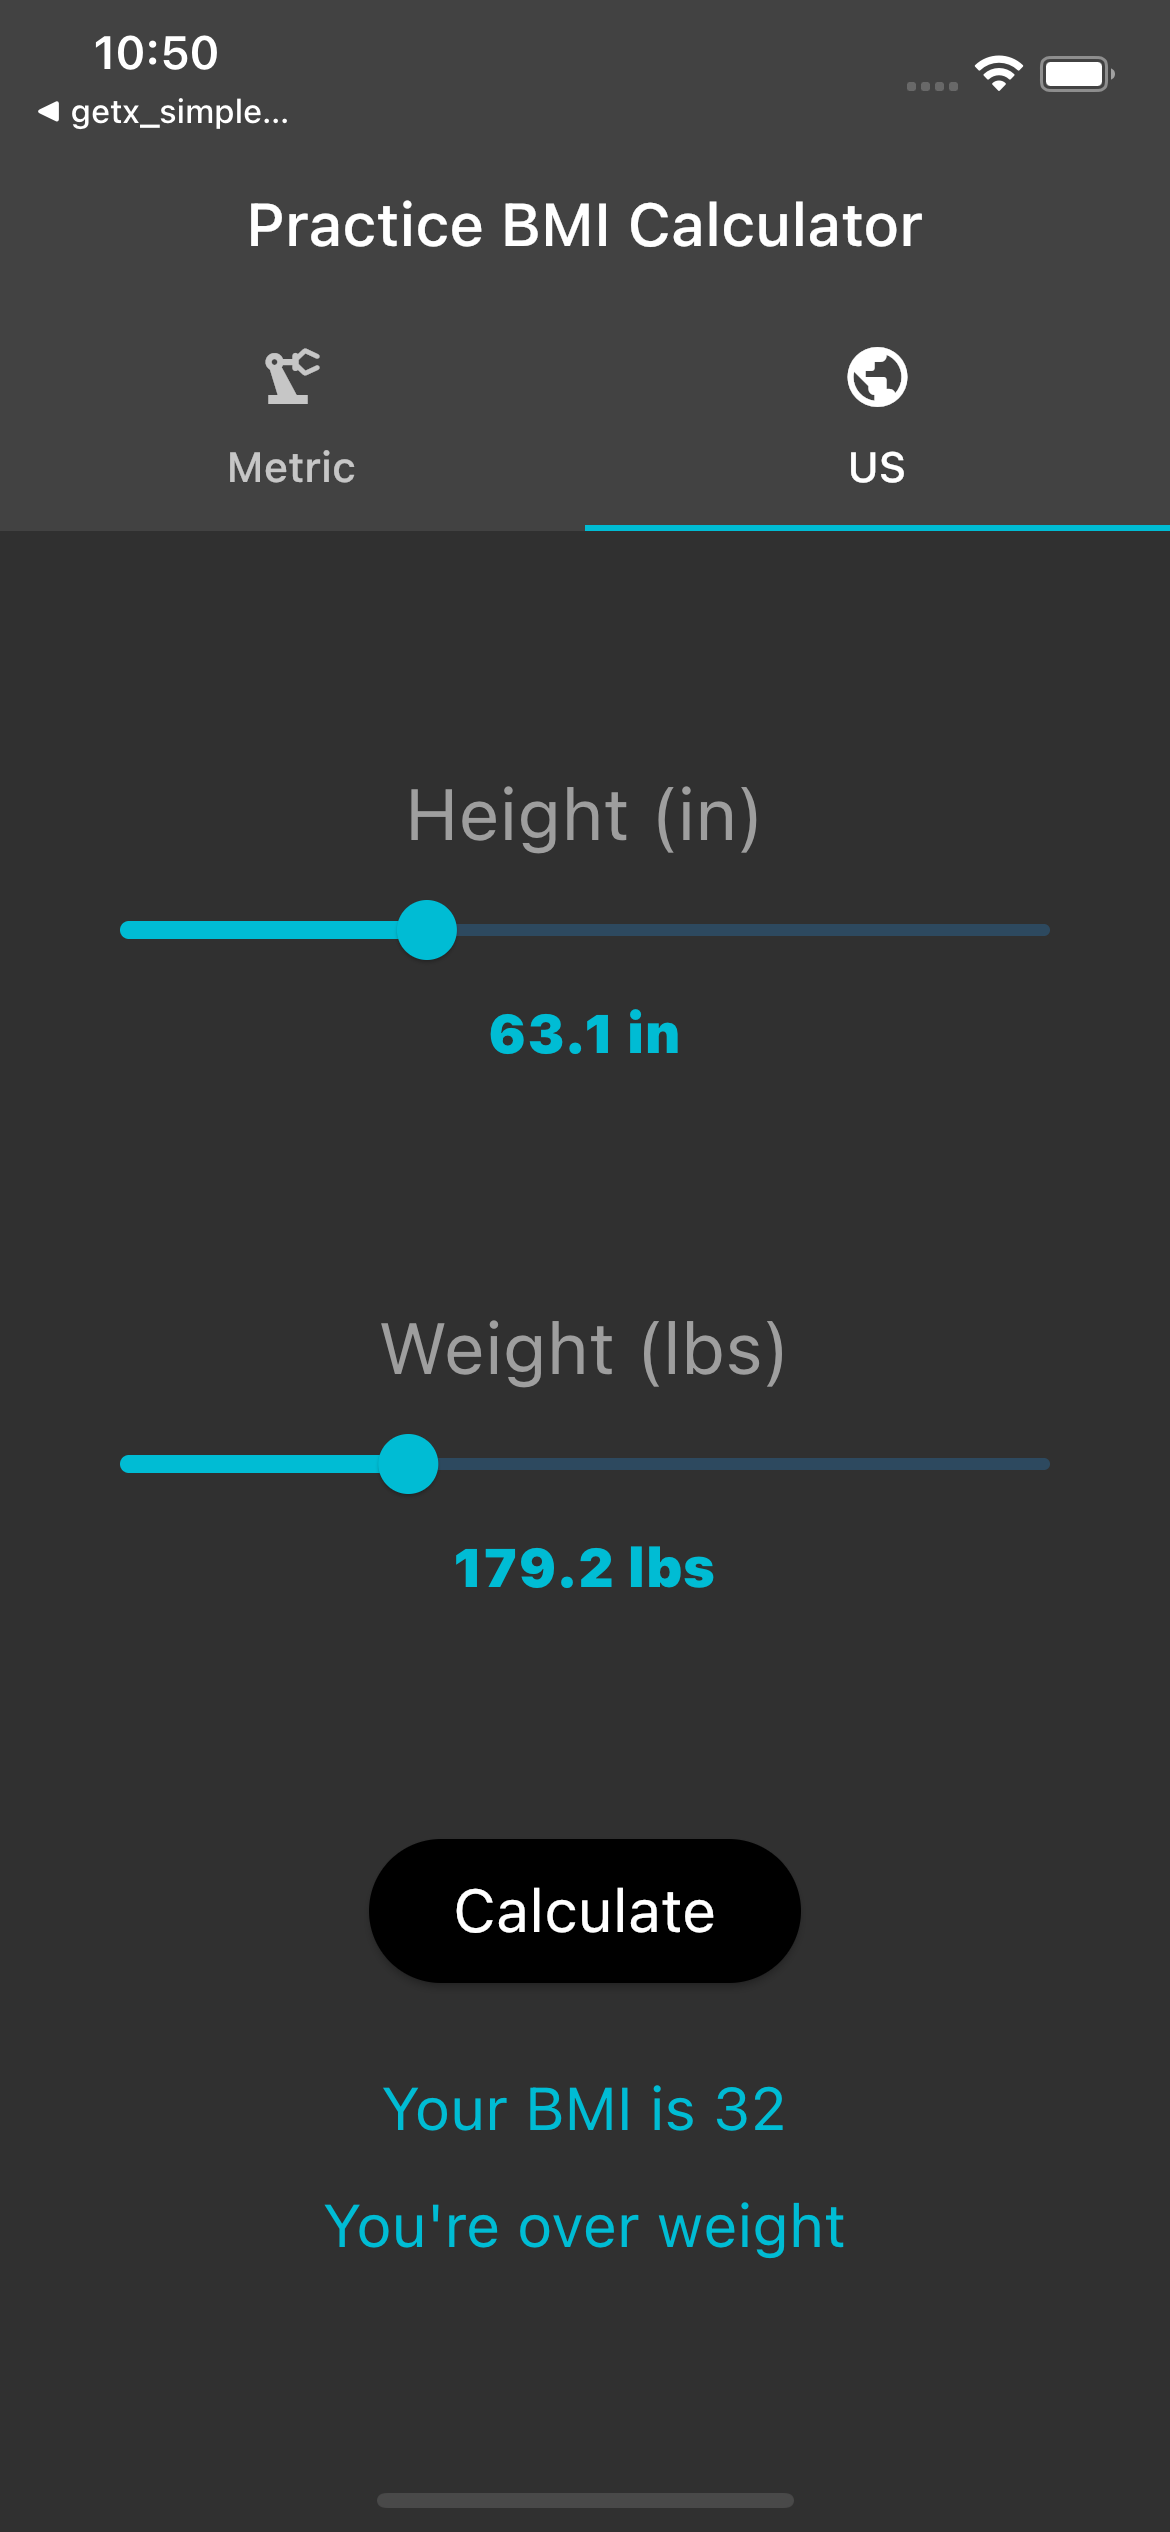 10:50
◀ getx_simple...
Practice BMI Calculator
Metric
US
Height (in)
63.1 in
Weight (lbs)
179.2 lbs
Calculate
Your BMI is 32
You're over weight